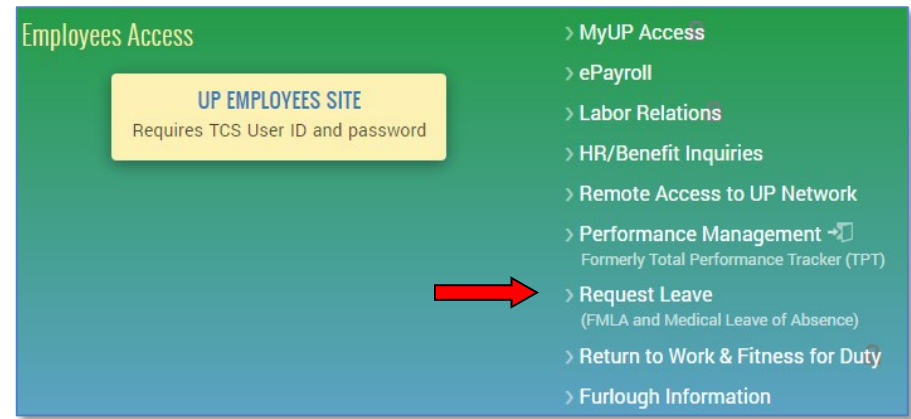 Employees Access
UP EMPLOYEES SITE
Requires TCS User ID and password
MyUP Access
ePayroll
Labor Relations
HR/Benefit Inquiries
Remote Access to UP Network
Performance Management
Formerly Total Performance Tracker (TPT)
Request Leave
(FMLA and Medical Leave of Absence)
Return to Work & Fitness for Duty
Furlough Information